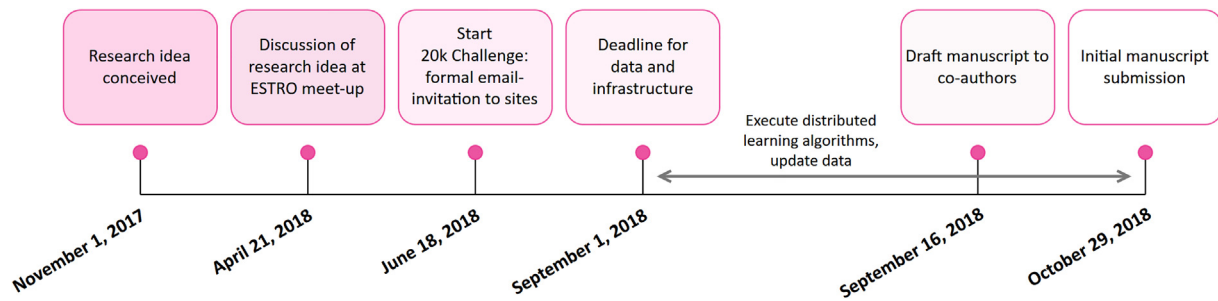 Research idea
conceived
Discussion of
research idea at
ESTRO meet-up
Start
20k Challenge:
formal email-
invitation to sites
Deadline for
data and
infrastructure
Execute distributed
learning algorithms,
update data
Draft manuscript to
co-authors
Initial manuscript
submission
November 1, 2017
April 21, 2018
June 18, 2018
September 1, 2018
September 16, 2018
October 29, 2018